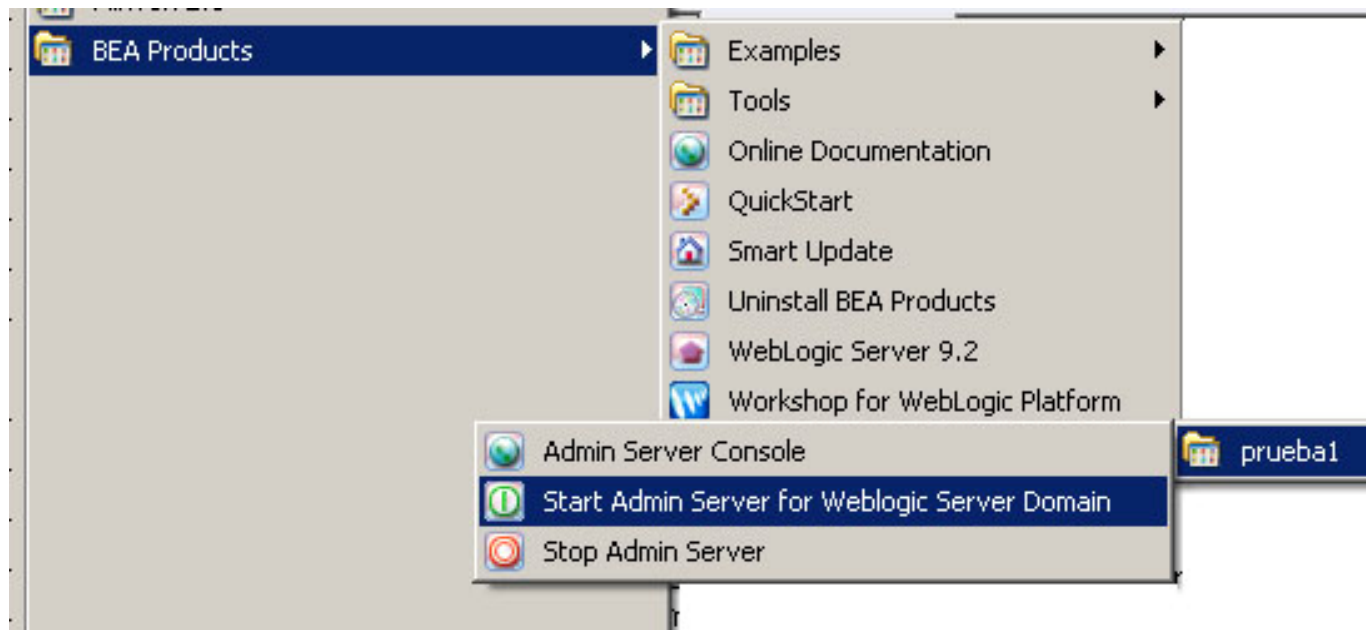 BEA Products
Examples
Tools
Online Documentation
QuickStart
Smart Update
Uninstall BEA Products
WebLogic Server 9.2
Workshop for WebLogic Platform
prueba1
Admin Server Console
Start Admin Server for Weblogic Server Domain
Stop Admin Server